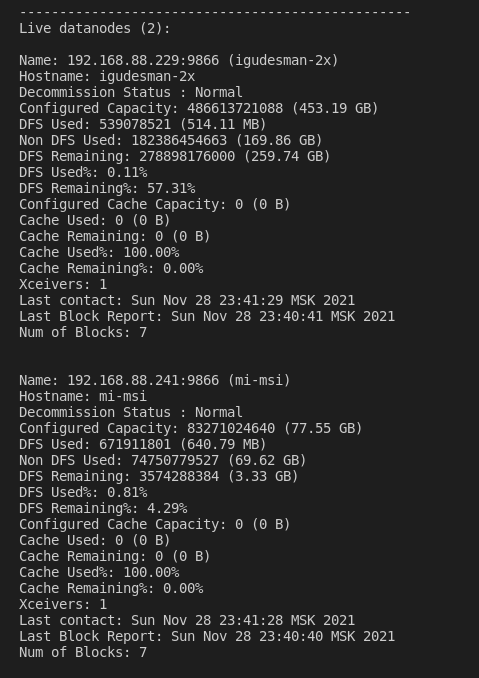 -------------------------------------------------
Live datanodes (2):

Name: 192.168.88.229:9866 (igudesman-2x)
Hostname: igudesman-2x
Decommission Status : Normal
Configured Capacity: 486613721088 (453.19 GB)
DFS Used: 539078521 (514.11 MB)
Non DFS Used: 182386454663 (169.86 GB)
DFS Remaining: 278898176000 (259.74 GB)
DFS Used%: 0.11%
DFS Remaining%: 57.31%
Configured Cache Capacity: 0 (0 B)
Cache Used: 0 (0 B)
Cache Remaining: 0 (0 B)
Cache Used%: 100.00%
Cache Remaining%: 0.00%
Xceivers: 1
Last contact: Sun Nov 28 23:41:29 MSK 2021
Last Block Report: Sun Nov 28 23:40:41 MSK 2021
Num of Blocks: 7


Name: 192.168.88.241:9866 (mi-msi)
Hostname: mi-msi
Decommission Status : Normal
Configured Capacity: 83271024640 (77.55 GB)
DFS Used: 671911801 (640.79 MB)
Non DFS Used: 74750779527 (69.62 GB)
DFS Remaining: 3574288384 (3.33 GB)
DFS Used%: 0.81%
DFS Remaining%: 4.29%
Configured Cache Capacity: 0 (0 B)
Cache Used: 0 (0 B)
Cache Remaining: 0 (0 B)
Cache Used%: 100.00%
Cache Remaining%: 0.00%
Xceivers: 1
Last contact: Sun Nov 28 23:41:28 MSK 2021
Last Block Report: Sun Nov 28 23:40:40 MSK 2021
Num of Blocks: 7